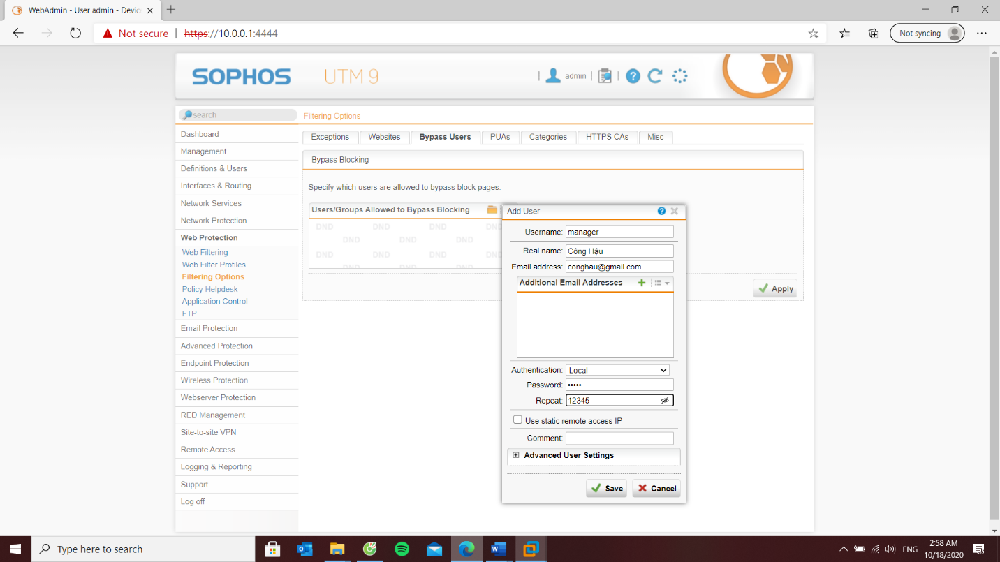 WebAdmin - User admin - Devic
Not secure
https://10.0.0.1:4444
Not syncing
SOPHOS UTM 9
admin
search
Filtering Options
Dashboard
Management
Definitions & Users
Interfaces & Routing
Network Services
Network Protection
Web Protection
Web Filtering
Web Filter Profiles
Filtering Options
Policy Helpdesk
Application Control
FTP
Email Protection
Advanced Protection
Endpoint Protection
Wireless Protection
Webserver Protection
RED Management
Site-to-site VPN
Remote Access
Logging & Reporting
Support
Log off
Exceptions Websites Bypass Users PUAs Categories HTTPS CAs Misc
Bypass Blocking
Specify which users are allowed to bypass block pages.
Users/Groups Allowed to Bypass Blocking
DND DND DND DND
DND DND DND
DND DND DND DND
DND DND DND
Apply
Add User
Username: manager
Real name: Công Hậu
Email address: conghau@gmail.com
Additional Email Addresses
Authentication: Local
Password: •••••
Repeat: 12345
Use static remote access IP
Comment:
Advanced User Settings
Save Cancel
Type here to search
ENG
2:58 AM
10/18/2020